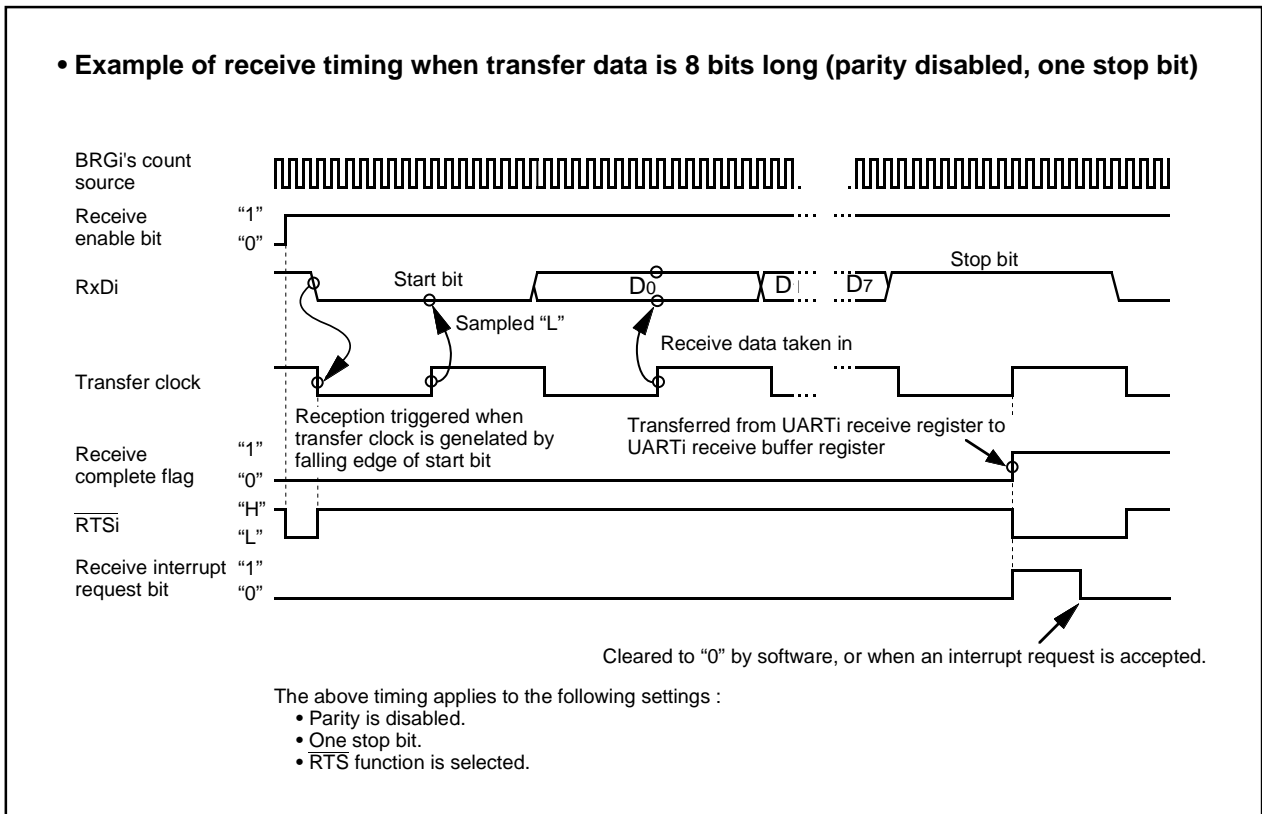 • Example of receive timing when transfer data is 8 bits long (parity disabled, one stop bit)
BRGi's count
source
Receive
enable bit
“1”
“0”
RxDi
Start bit
D0
D
D7
Stop bit
Sampled “L”
Receive data taken in
Transfer clock
Reception triggered when
transfer clock is genelated by
falling edge of start bit
Transferred from UARTi receive register to
UARTi receive buffer register
Receive
complete flag
“1”
“0”
RTSi
“H”
“L”
Receive interrupt
request bit
“1”
“0”
Cleared to “0” by software, or when an interrupt request is accepted.
The above timing applies to the following settings :
• Parity is disabled.
• One stop bit.
• RTS function is selected.